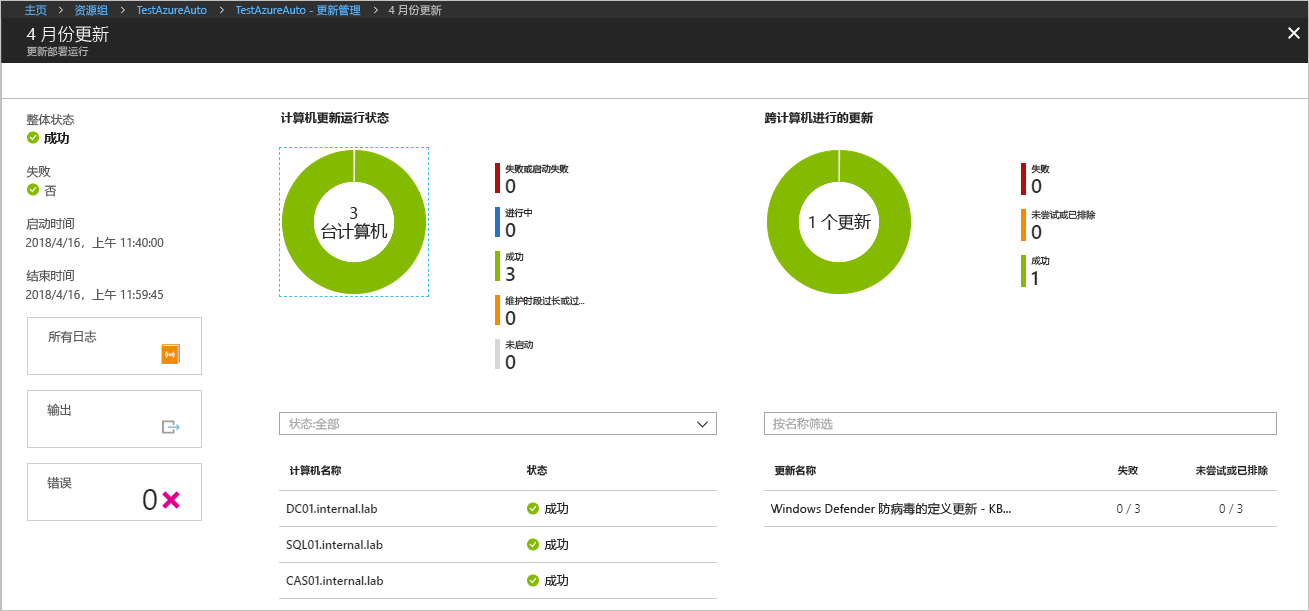 主页 > 资源组 > TestAzureAuto > TestAzureAuto - 更新管理 > 4 月份更新
4 月份更新
更新部署运行
整体状态
成功
失败
否
启动时间
2018/4/16，上午 11:40:00
结束时间
2018/4/16，上午 11:59:45
所有日志
输出
错误
0
计算机更新运行状态
3
台计算机
失败或启动失败
0
进行中
0
成功
3
维护时段过长或过...
0
未启动
0
状态:全部
计算机名称 状态
DC01.internal.lab 成功
SQL01.internal.lab 成功
CAS01.internal.lab 成功
跨计算机进行的更新
1 个更新
失败
0
未尝试或已排除
0
成功
1
按名称筛选
更新名称 失败 未尝试或已排除
Windows Defender 防病毒的定义更新 - KB... 0 / 3 0 / 3